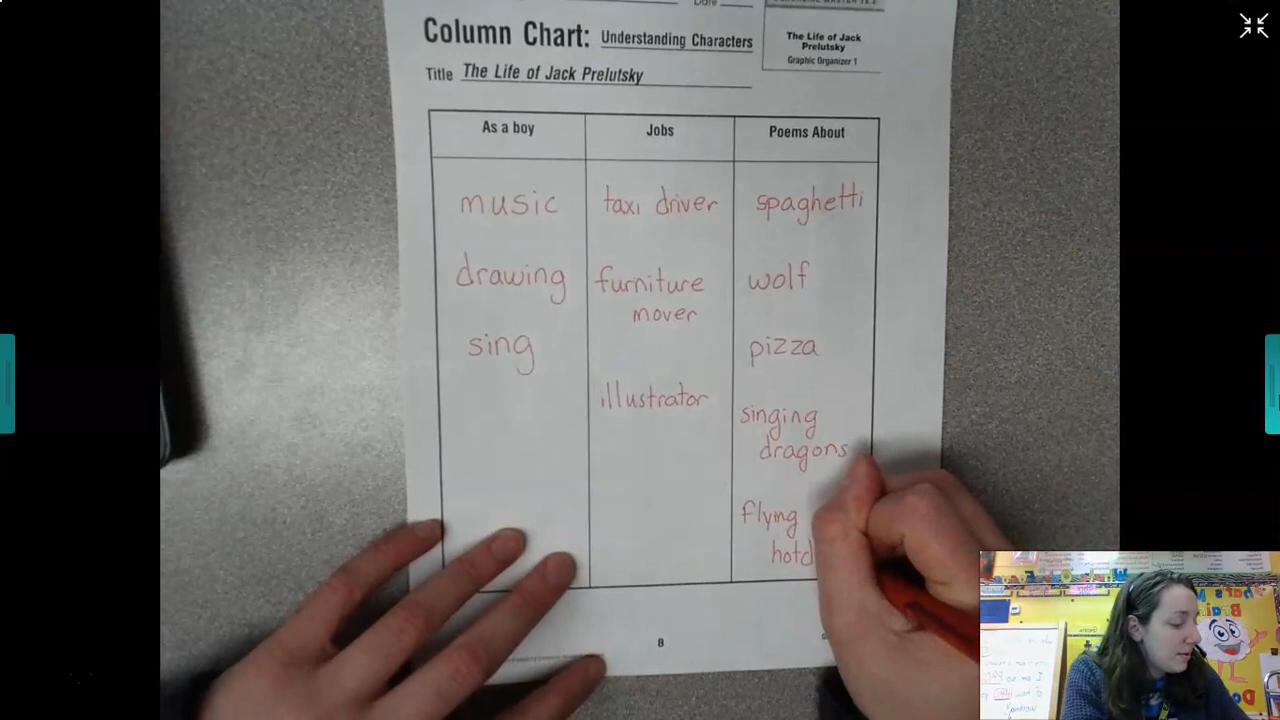 Date
Column Chart: Understanding Characters
The Life of Jack
Prelutsky
Graphic Organizer 1
Title The Life of Jack Prelutsky
As a boy Jobs Poems About
music taxi driver spaghetti
drawing furniture wolf
mover
sing pizza
illustrator
singing
dragons
flying
hotd
8